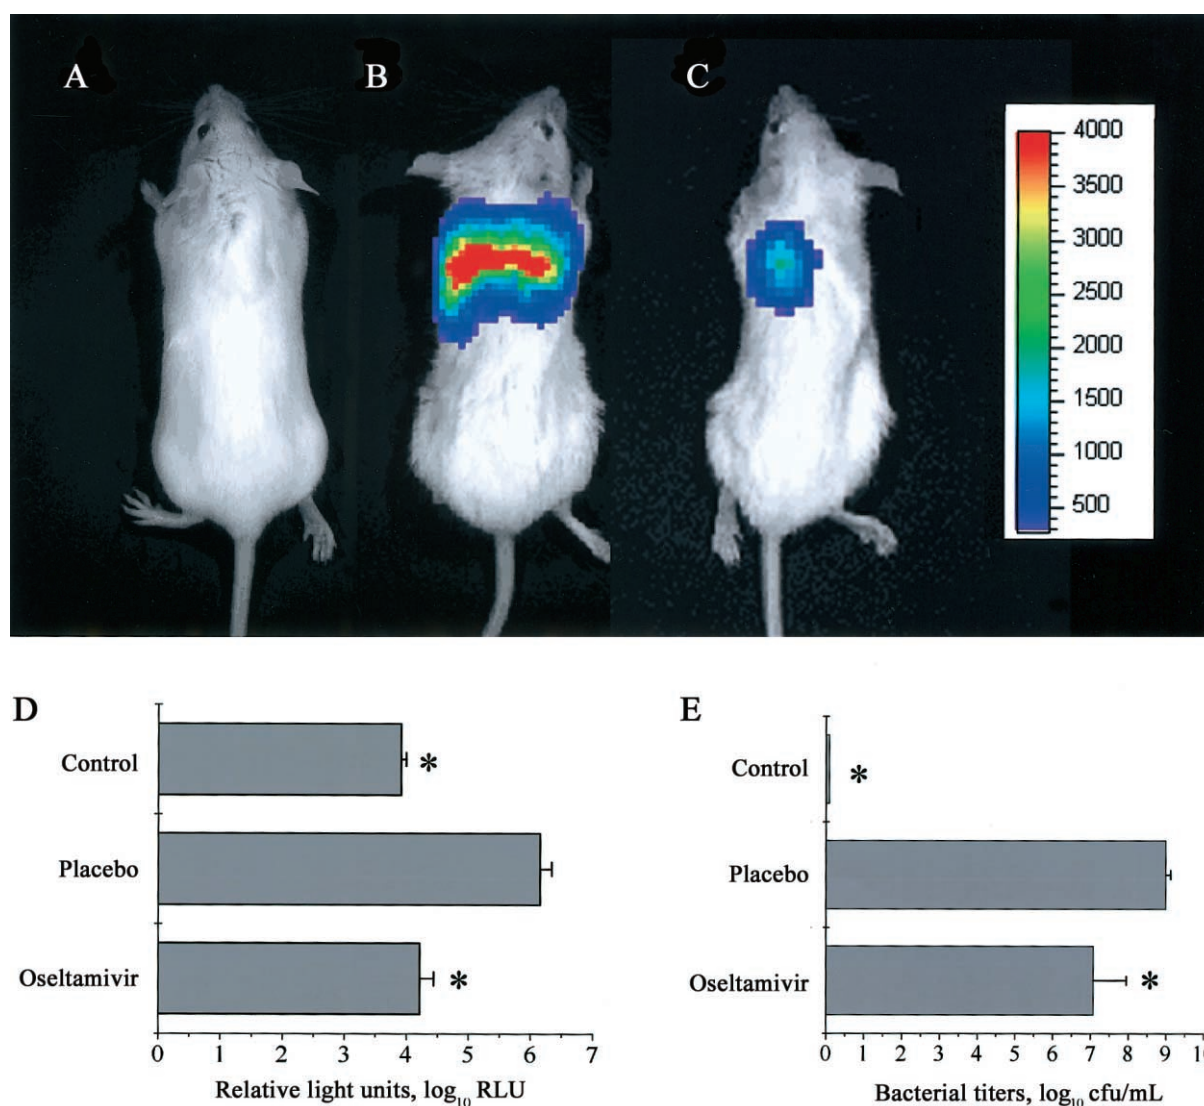 A B C
4000
3500
3000
2500
2000
1500
1000
500
D
Control *
Placebo
Oseltamivir *
0 1 2 3 4 5 6 7
Relative light units, log10 RLU
E
Control *
Placebo
Oseltamivir *
0 1 2 3 4 5 6 7 8 9 10
Bacterial titers, log10 cfu/mL